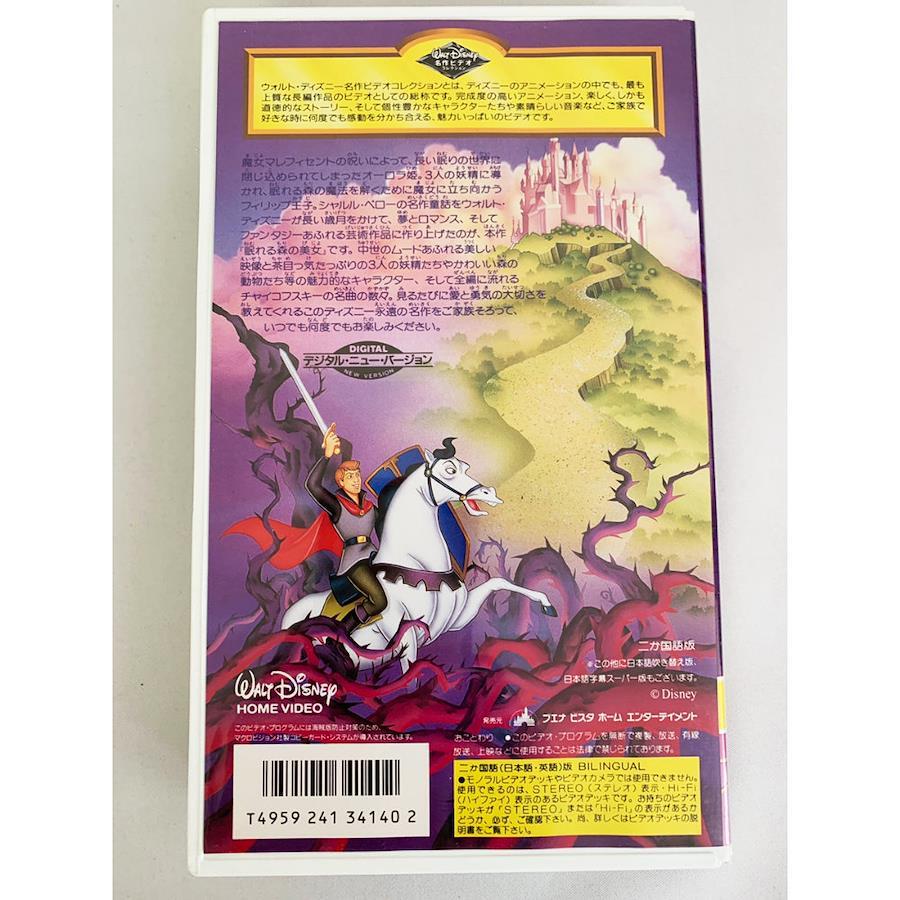 WALT DISNEY
名作ビデオ
コレクション
ウォルト・ディズニー名作ビデオコレクションとは、ディズニーのアニメーションの中でも、最も
上質な長編作品のビデオとしての総称です。完成度の高いアニメーション、楽しく、しかも
道徳的なストーリー、そして個性豊かなキャラクターたちや素晴らしい音楽など、ご家族で
好きな時に何度でも感動を分かち合える、魅力いっぱいのビデオです。
魔女マレフィセントの呪いによって、長い眠りの世界に
閉じ込められてしまったオーロラ姫。3人の妖精に導
かれ、眠れる森の魔法を解くために魔女に立ち向かう
フィリップ王子。シャルル・ペローの名作童話をウォルト・
ディズニーが長い歳月をかけて、夢とロマンス、そして
ファンタジーあふれる芸術作品に作り上げたのが、本作
『眠れる森の美女』です。中世のムードあふれる美しい
映像と茶目っ気たっぷりの3人の妖精たちやかわいい森の
動物たち等の魅力的なキャラクター、そして全編に流れる
チャイコフスキーの名曲の数々。見るたびに愛と勇気の大切さを
教えてくれるこのディズニー永遠の名作をご家族そろって、
いつでも何度でもお楽しみください。
DIGITAL
デジタル・ニュー・バージョン
NEW VERSION
二か国語版
※この他に日本語吹き替え版、
日本語字幕スーパー版もございます。
© Disney
WALT DISNEY
HOME VIDEO
このビデオ・プログラムには海賊版防止対策のため、
マクロビジョン社製コピーガード・システムが導入されています。
発売元 ブエナ ビスタ ホーム エンターテイメント
おことわり ●このビデオ・プログラムを無断で複製、放送、有線
放送、上映などに使用することは法律で禁じられております。
二か国語(日本語・英語)版 BILINGUAL
●モノラルビデオデッキやビデオカメラでは使用できません。
使用できるのは、STEREO(ステレオ)表示・Hi-Fi
(ハイファイ)表示のあるビデオデッキです。お持ちのビデオ
デッキが「STEREO」または「Hi-Fi」の表示があるか
どうか、必ず、ご確認下さい。尚、詳しくはビデオデッキの説
明書をご覧下さい。
T4959 241 34140 2